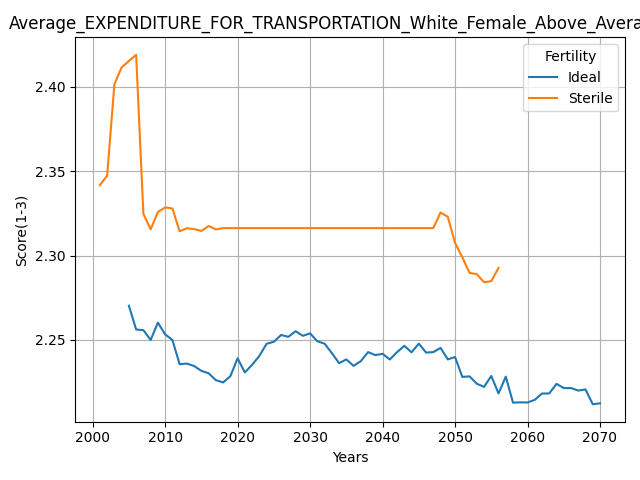 Average_EXPENDITURE_FOR_TRANSPORTATION_White_Female_Above_Avera
Fertility
Ideal
Sterile
2.40
2.35
2.30
2.25
Score(1-3)
2000 2010 2020 2030 2040 2050 2060 2070
Years